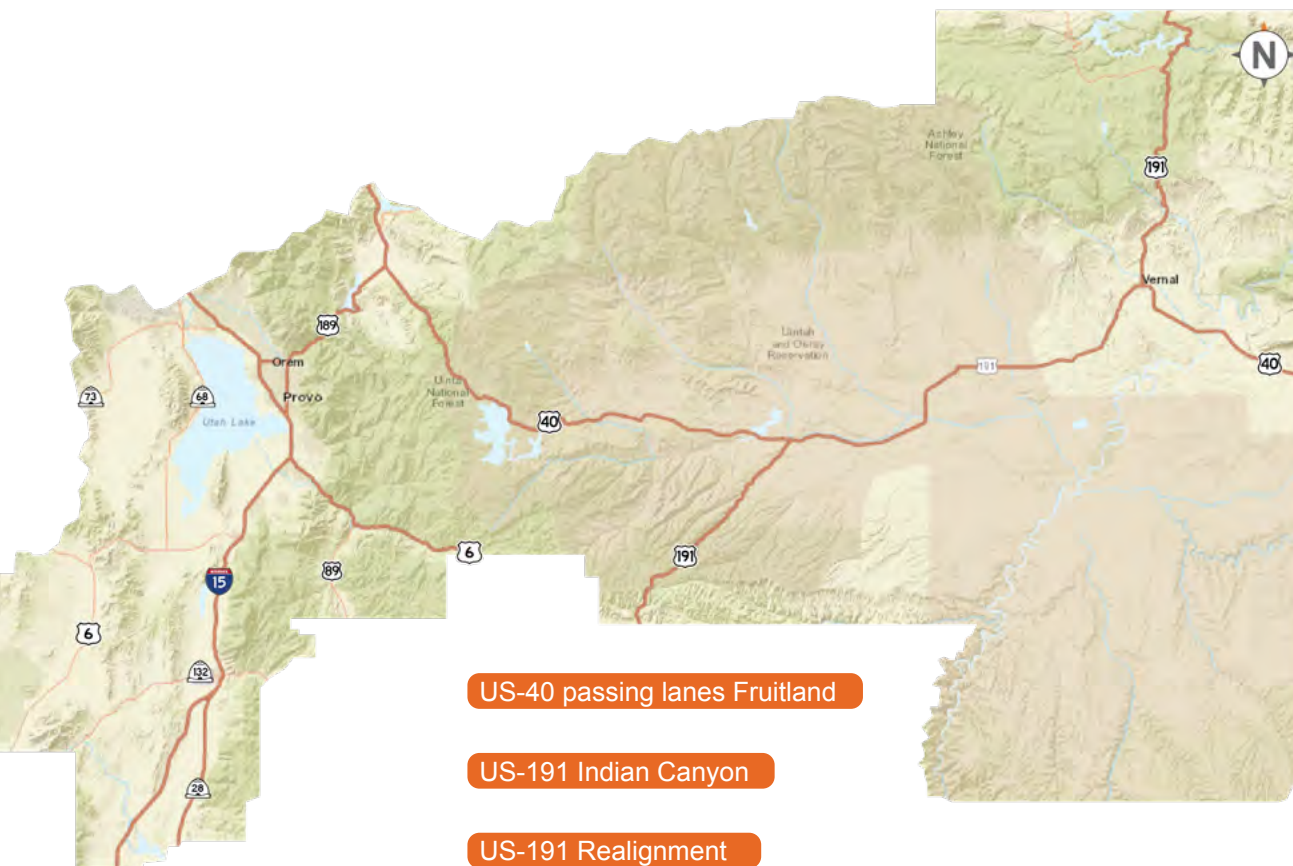 N
Ashley
National
Forest
191
Vernal
189
Orem
Uintah
and Ouray
Reservation
191
40
73
68
Provo
Uinta
National
Forest
Utah Lake
40
6
191
15
89
6
132
US-40 passing lanes Fruitland
US-191 Indian Canyon
28
US-191 Realignment